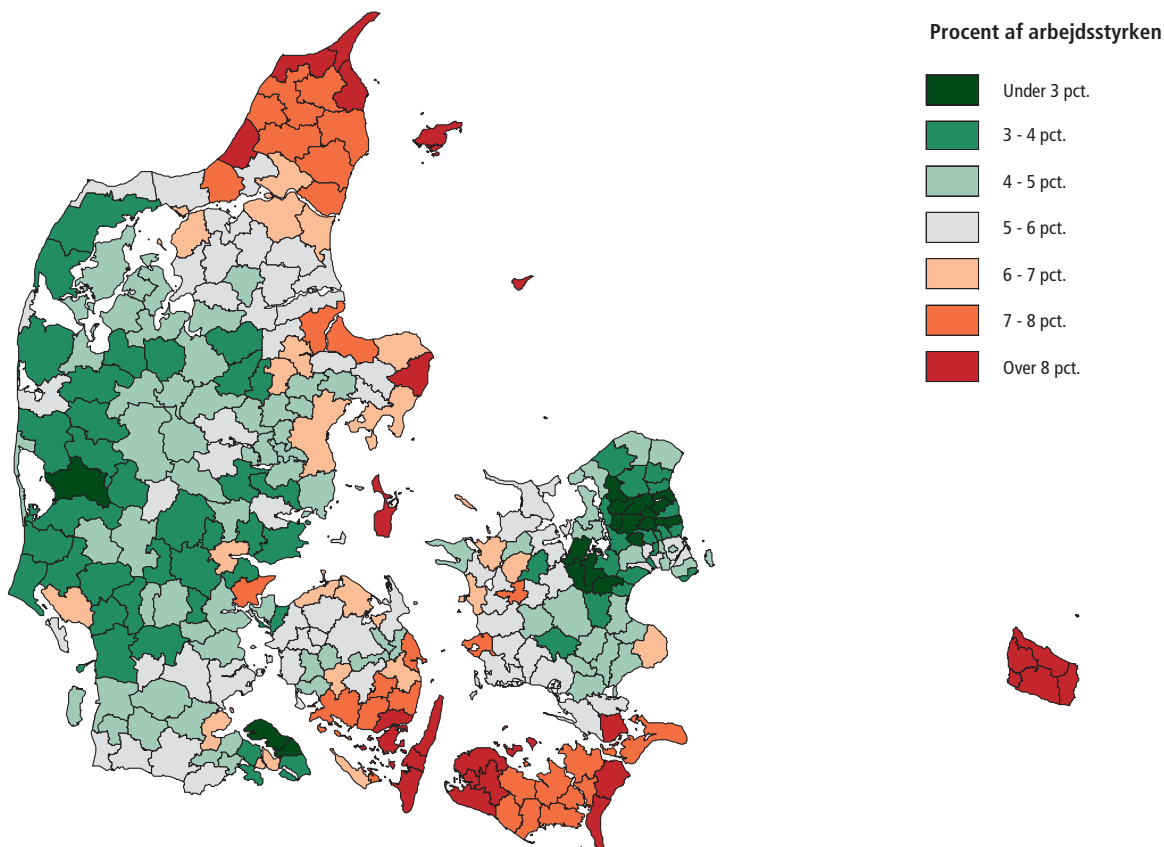 Procent af arbejdsstyrken
Under 3 pct.
3 - 4 pct.
4 - 5 pct.
5 - 6 pct.
6 - 7 pct.
7 - 8 pct.
Over 8 pct.